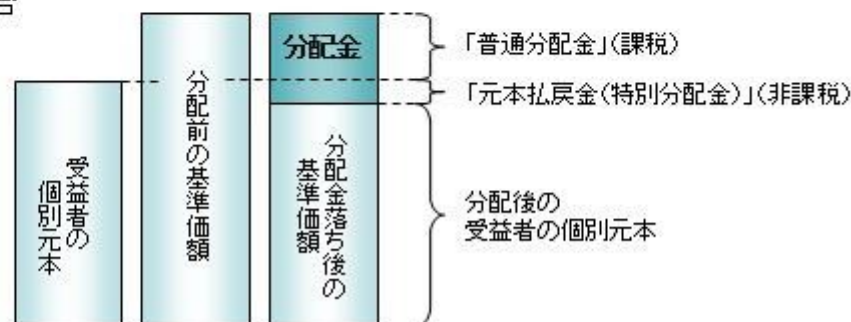 分配金
「普通分配金」(課税)
「元本払戻金(特別分配金)」(非課税)
受益者の
個別元本
分配前の基準価額
分配金落ち後の
基準価額
分配後の
受益者の個別元本